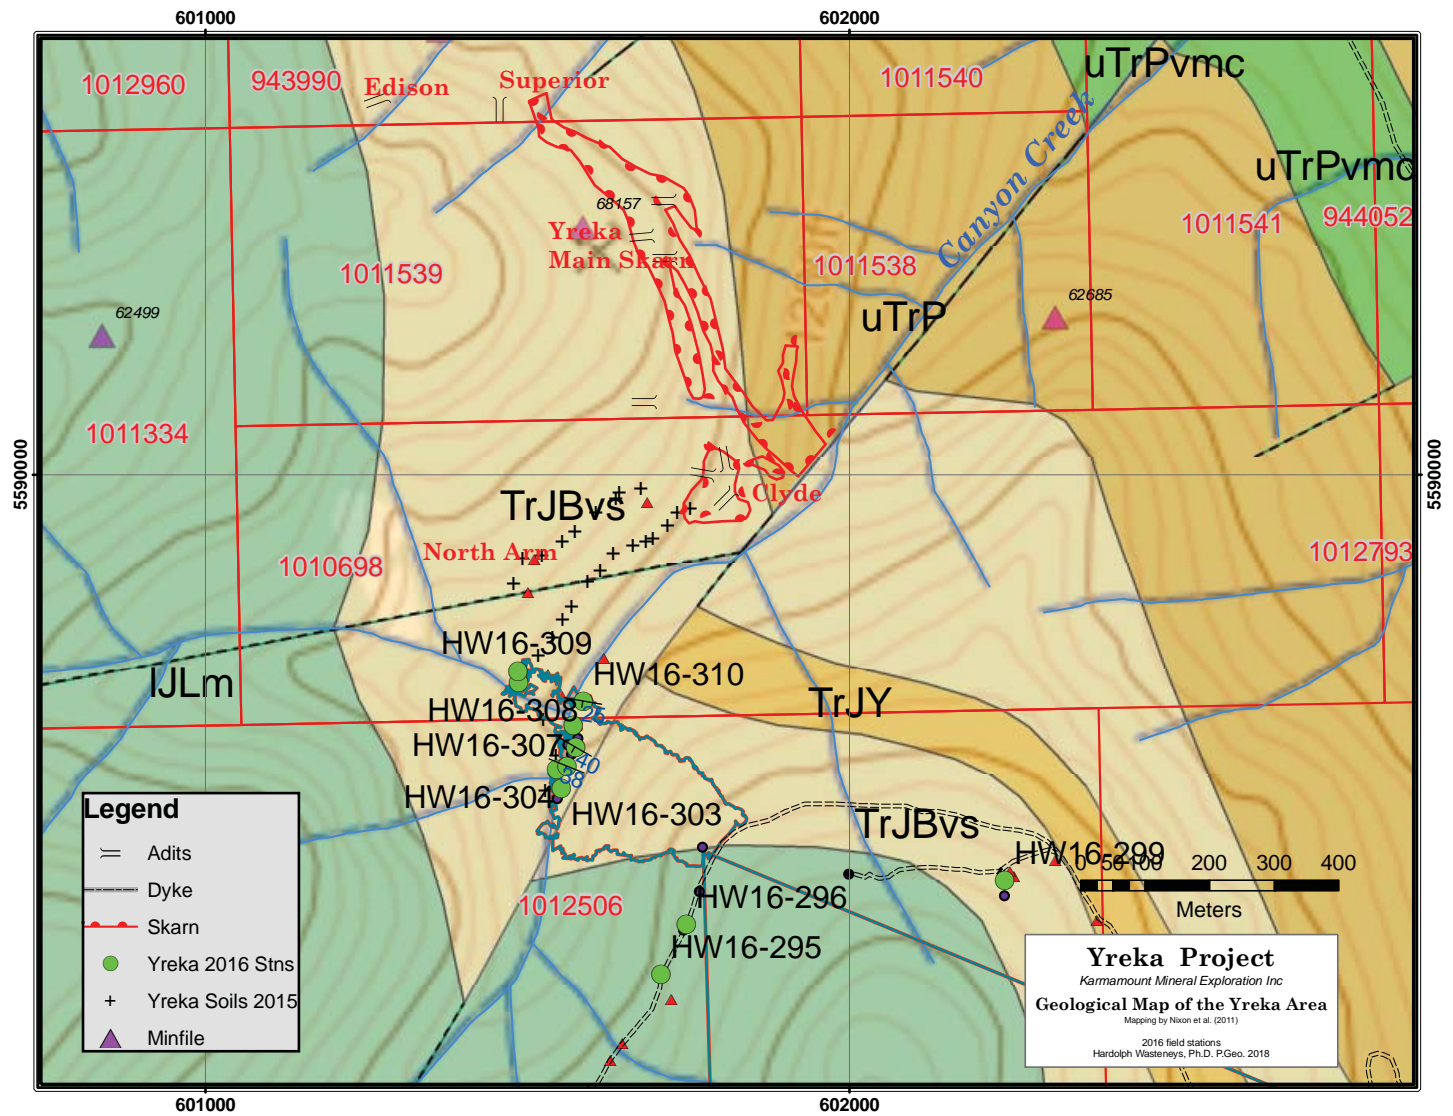 601000
602000
1012960
943990
Edison
Superior
1011540
uTrPvmc
Canyon Creek
uTrPvmc
68157
Yreka
Main Skarn
1011539
1011538
1011541
944052
62499
62685
uTrP
1011334
5590000
5590000
TrJBvs
Clyde
North Arm
1010698
1012793
HW16-309
HW16-310
lJLm
HW16-308
TrJY
HW16-307
40
38
HW16-304
HW16-303
TrJBvs
HW16-299
0 50 100 200 300 400
Meters
1012506
HW16-296
HW16-295
Legend
Adits
Dyke
Skarn
Yreka 2016 Stns
Yreka Soils 2015
Minfile
Yreka Project
Karmamount Mineral Exploration Inc
Geological Map of the Yreka Area
Mapping by Nixon et al. (2011)
2016 field stations
Hardolph Wasteneys, Ph.D. P.Geo. 2018
601000
602000